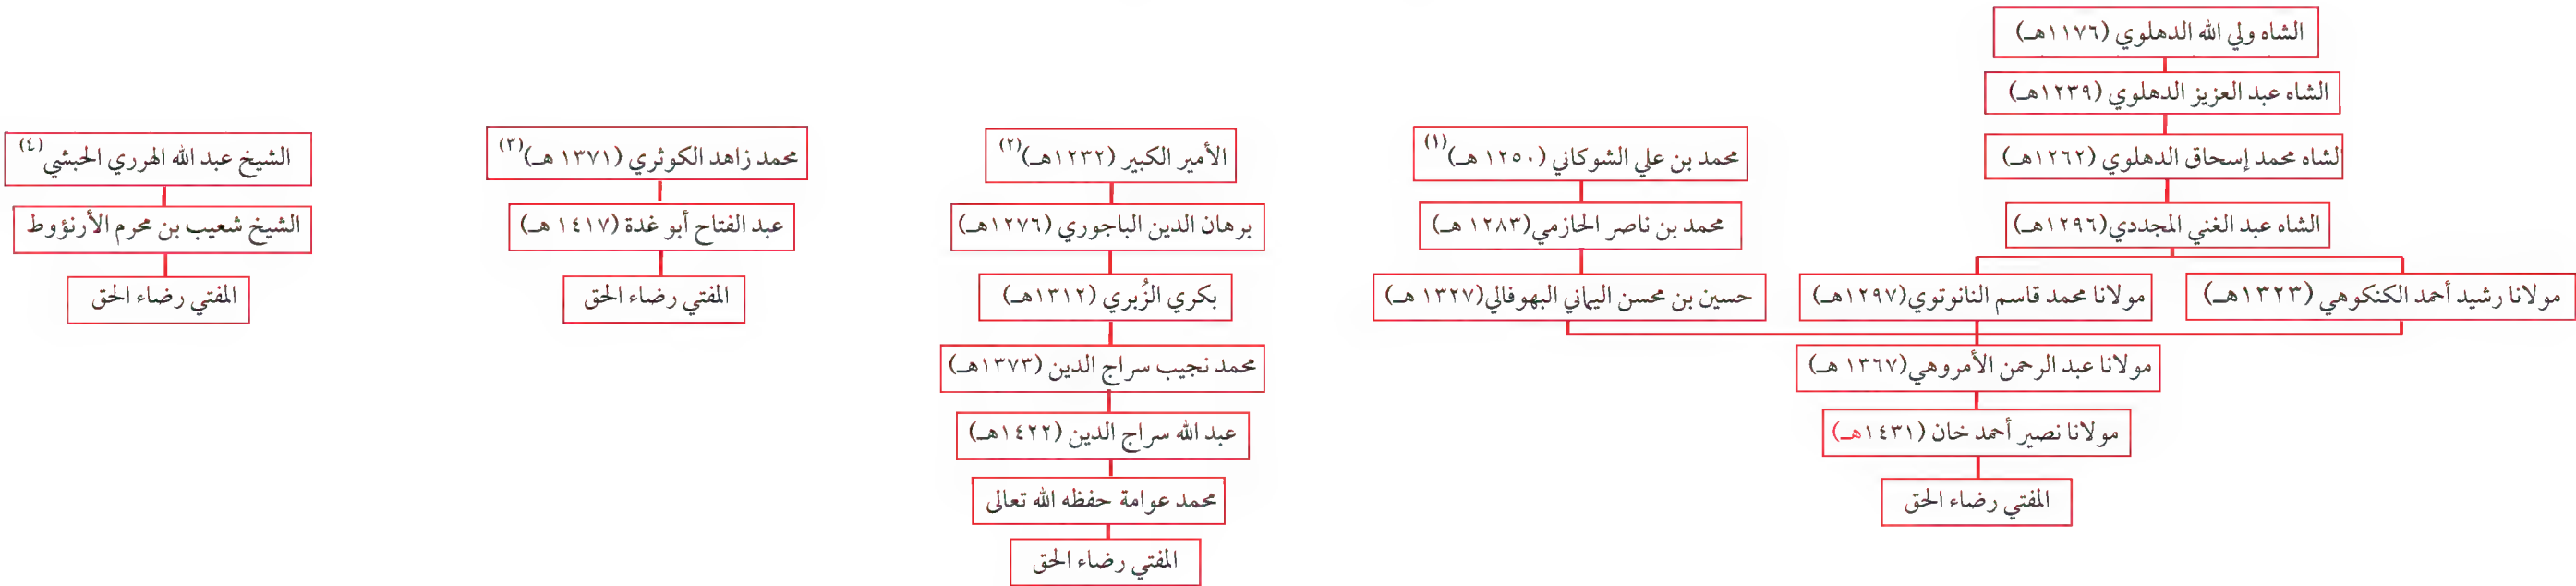 الشاه ولي الله الدهلوي (١١٧٦هـ)
الشاه عبد العزيز الدهلوي (١٢٣٩هـ)
لشاه محمد إسحاق الدهلوي (١٢٦٢هـ)
الشاه عبد الغني المجددي(١٢٩٦هـ)
مولانا رشيد أحمد الكنكوهي (١٣٢٣هـ)
مولانا محمد قاسم النانوتوي(١٢٩٧هـ)
محمد بن علي الشوكاني (١٢٥٠ هـ)(١)
محمد بن ناصر الحازمي(١٢٨٣ هـ)
حسين بن محسن اليماني البهوفالي(١٣٢٧ هـ)
مولانا عبد الرحمن الأمروهي(١٣٦٧ هـ)
مولانا نصير أحمد خان (١٤٣١هـ)
المفتي رضاء الحق
الأمير الكبير (١٢٣٢هـ)(٢)
برهان الدين الباجوري (١٢٧٦هـ)
بكري الزُبري (١٣١٢هـ)
محمد نجيب سراج الدين (١٣٧٣هـ)
عبد الله سراج الدين (١٤٢٢هـ)
محمد عوامة حفظه الله تعالى
المفتي رضاء الحق
محمد زاهد الكوثري (١٣٧١ هـ)(٣)
عبد الفتاح أبو غدة (١٤١٧ هـ)
المفتي رضاء الحق
الشيخ عبد الله الهرري الحبشي(٤)
الشيخ شعيب بن محرم الأرنؤوط
المفتي رضاء الحق